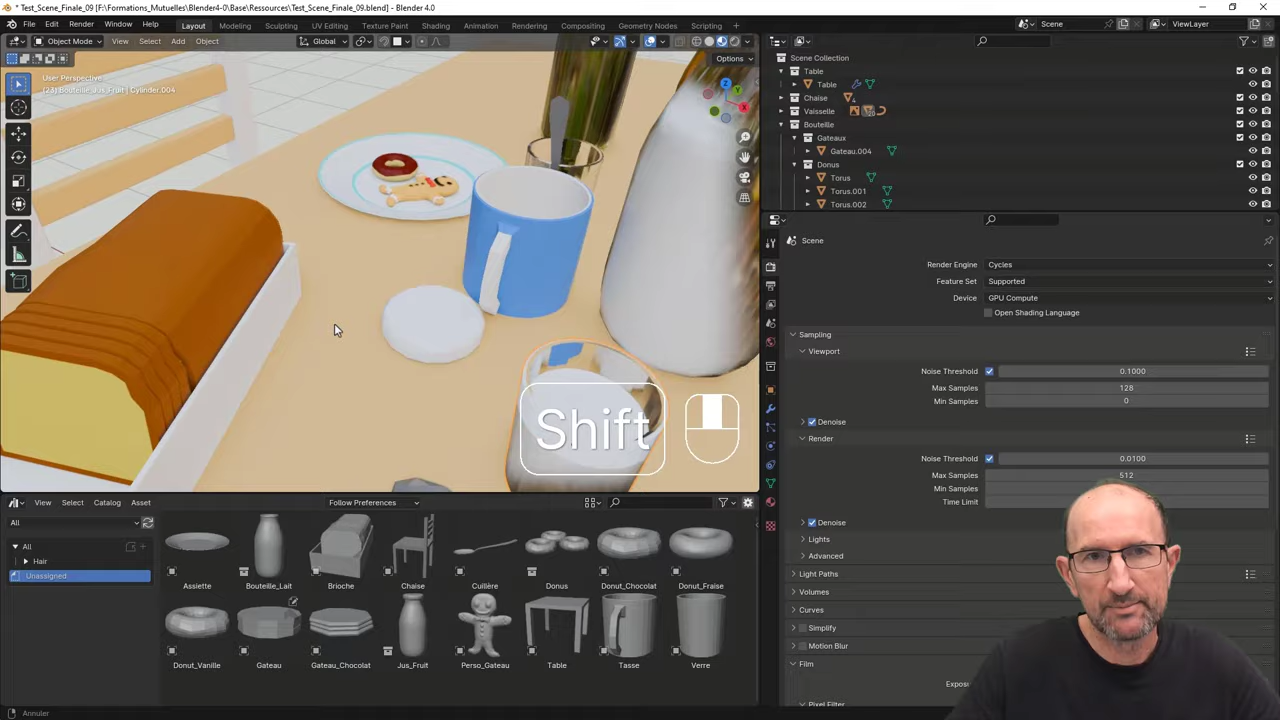 * Test_Scene_Finale_09 [F:\Formations_Mutuelles\Blender4-0\Base\Ressources\Test_Scene_Finale_09.blend] - Blender 4.0
File Edit Render Window Help Layout Modeling Sculpting UV Editing Texture Paint Shading Animation Rendering Compositing Geometry Nodes Scripting Scene ViewLayer
Object Mode View Select Add Object Global
Options
User Perspective
(23) Bouteille_Jus_Fruit | Cylinder.004
Scene Collection
Table
Table
Chaise
Vaisselle
Bouteille
Gateaux
Gateau.004
Donus
Torus
Torus.001
Torus.002
Scene
Render Engine Cycles
Feature Set Supported
Device GPU Compute
Open Shading Language
Sampling
Viewport
Noise Threshold 0.1000
Max Samples 128
Min Samples 0
Denoise
Render
Noise Threshold 0.0100
Max Samples 512
Min Samples
Time Limit
Denoise
Lights
Advanced
Light Paths
Volumes
Curves
Simplify
Motion Blur
Film
Shift
View Select Catalog Asset Follow Preferences
All
All
Hair
Unassigned
Assiette Bouteille_Lait Brioche Chaise Cuillère Donus Donut_Chocolat Donut_Fraise
Donut_Vanille Gateau Gateau_Chocolat Jus_Fruit Perso_Gateau Table Tasse Verre
Annuler